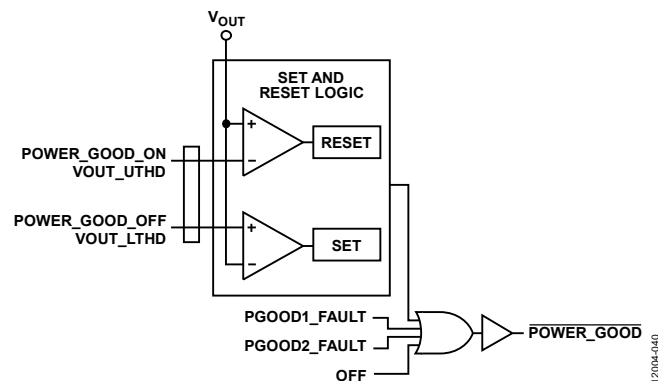 VOUT
SET AND
RESET LOGIC
+
−
RESET
POWER_GOOD_ON
VOUT_UTHD
POWER_GOOD_OFF
VOUT_LTHD
+
−
SET
PGOOD1_FAULT
PGOOD2_FAULT
OFF
POWER_GOOD
12004-040